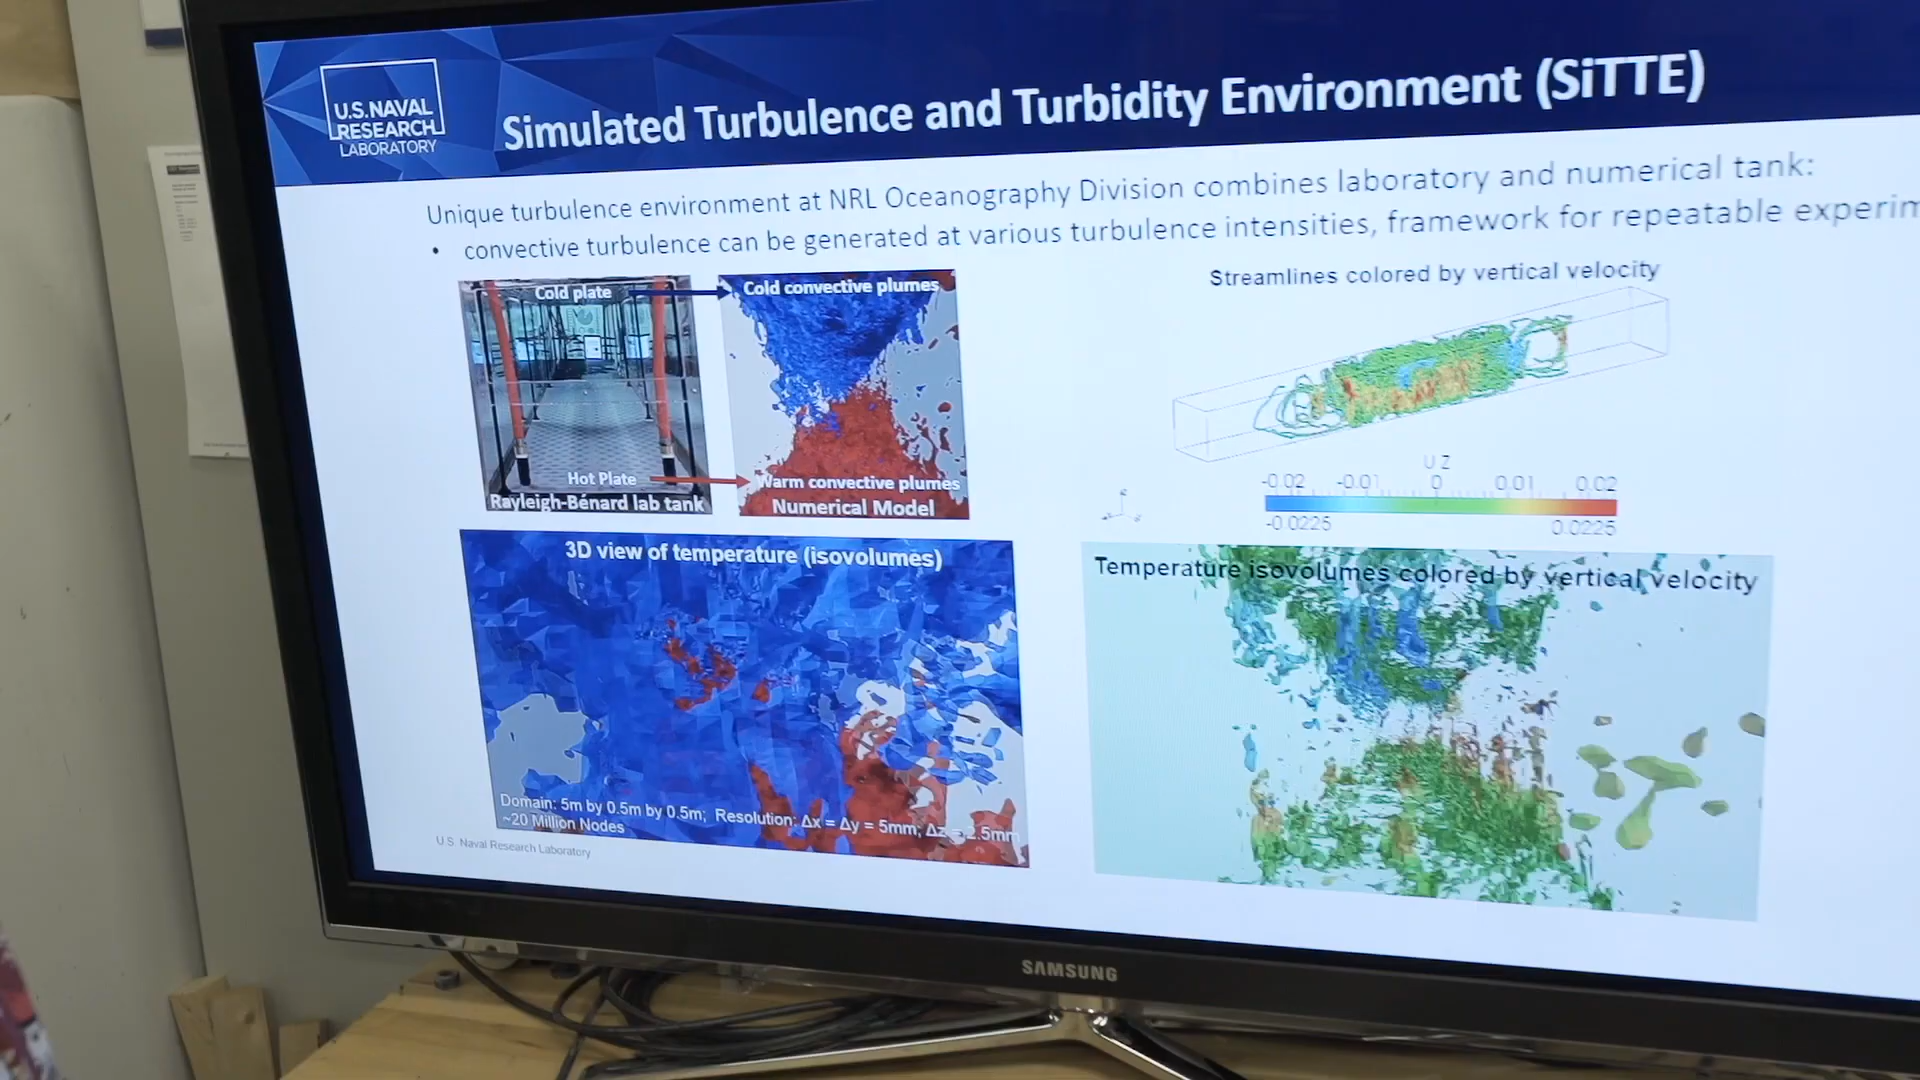 U.S. NAVAL
RESEARCH
LABORATORY
Simulated Turbulence and Turbidity Environment (SiTTE)
Unique turbulence environment at NRL Oceanography Division combines laboratory and numerical tank:
• convective turbulence can be generated at various turbulence intensities, framework for repeatable experim
Cold plate
Hot Plate
Rayleigh-Bénard lab tank
Cold convective plumes
Warm convective plumes
Numerical Model
Streamlines colored by vertical velocity
U Z
-0.02 -0.01 0 0.01 0.02
-0.0225 0.0225
3D view of temperature (isovolumes)
Domain: 5m by 0.5m by 0.5m; Resolution: Δx = Δy = 5mm; Δz = 2.5mm
~20 Million Nodes
Temperature isovolumes colored by vertical velocity
U.S. Naval Research Laboratory
SAMSUNG